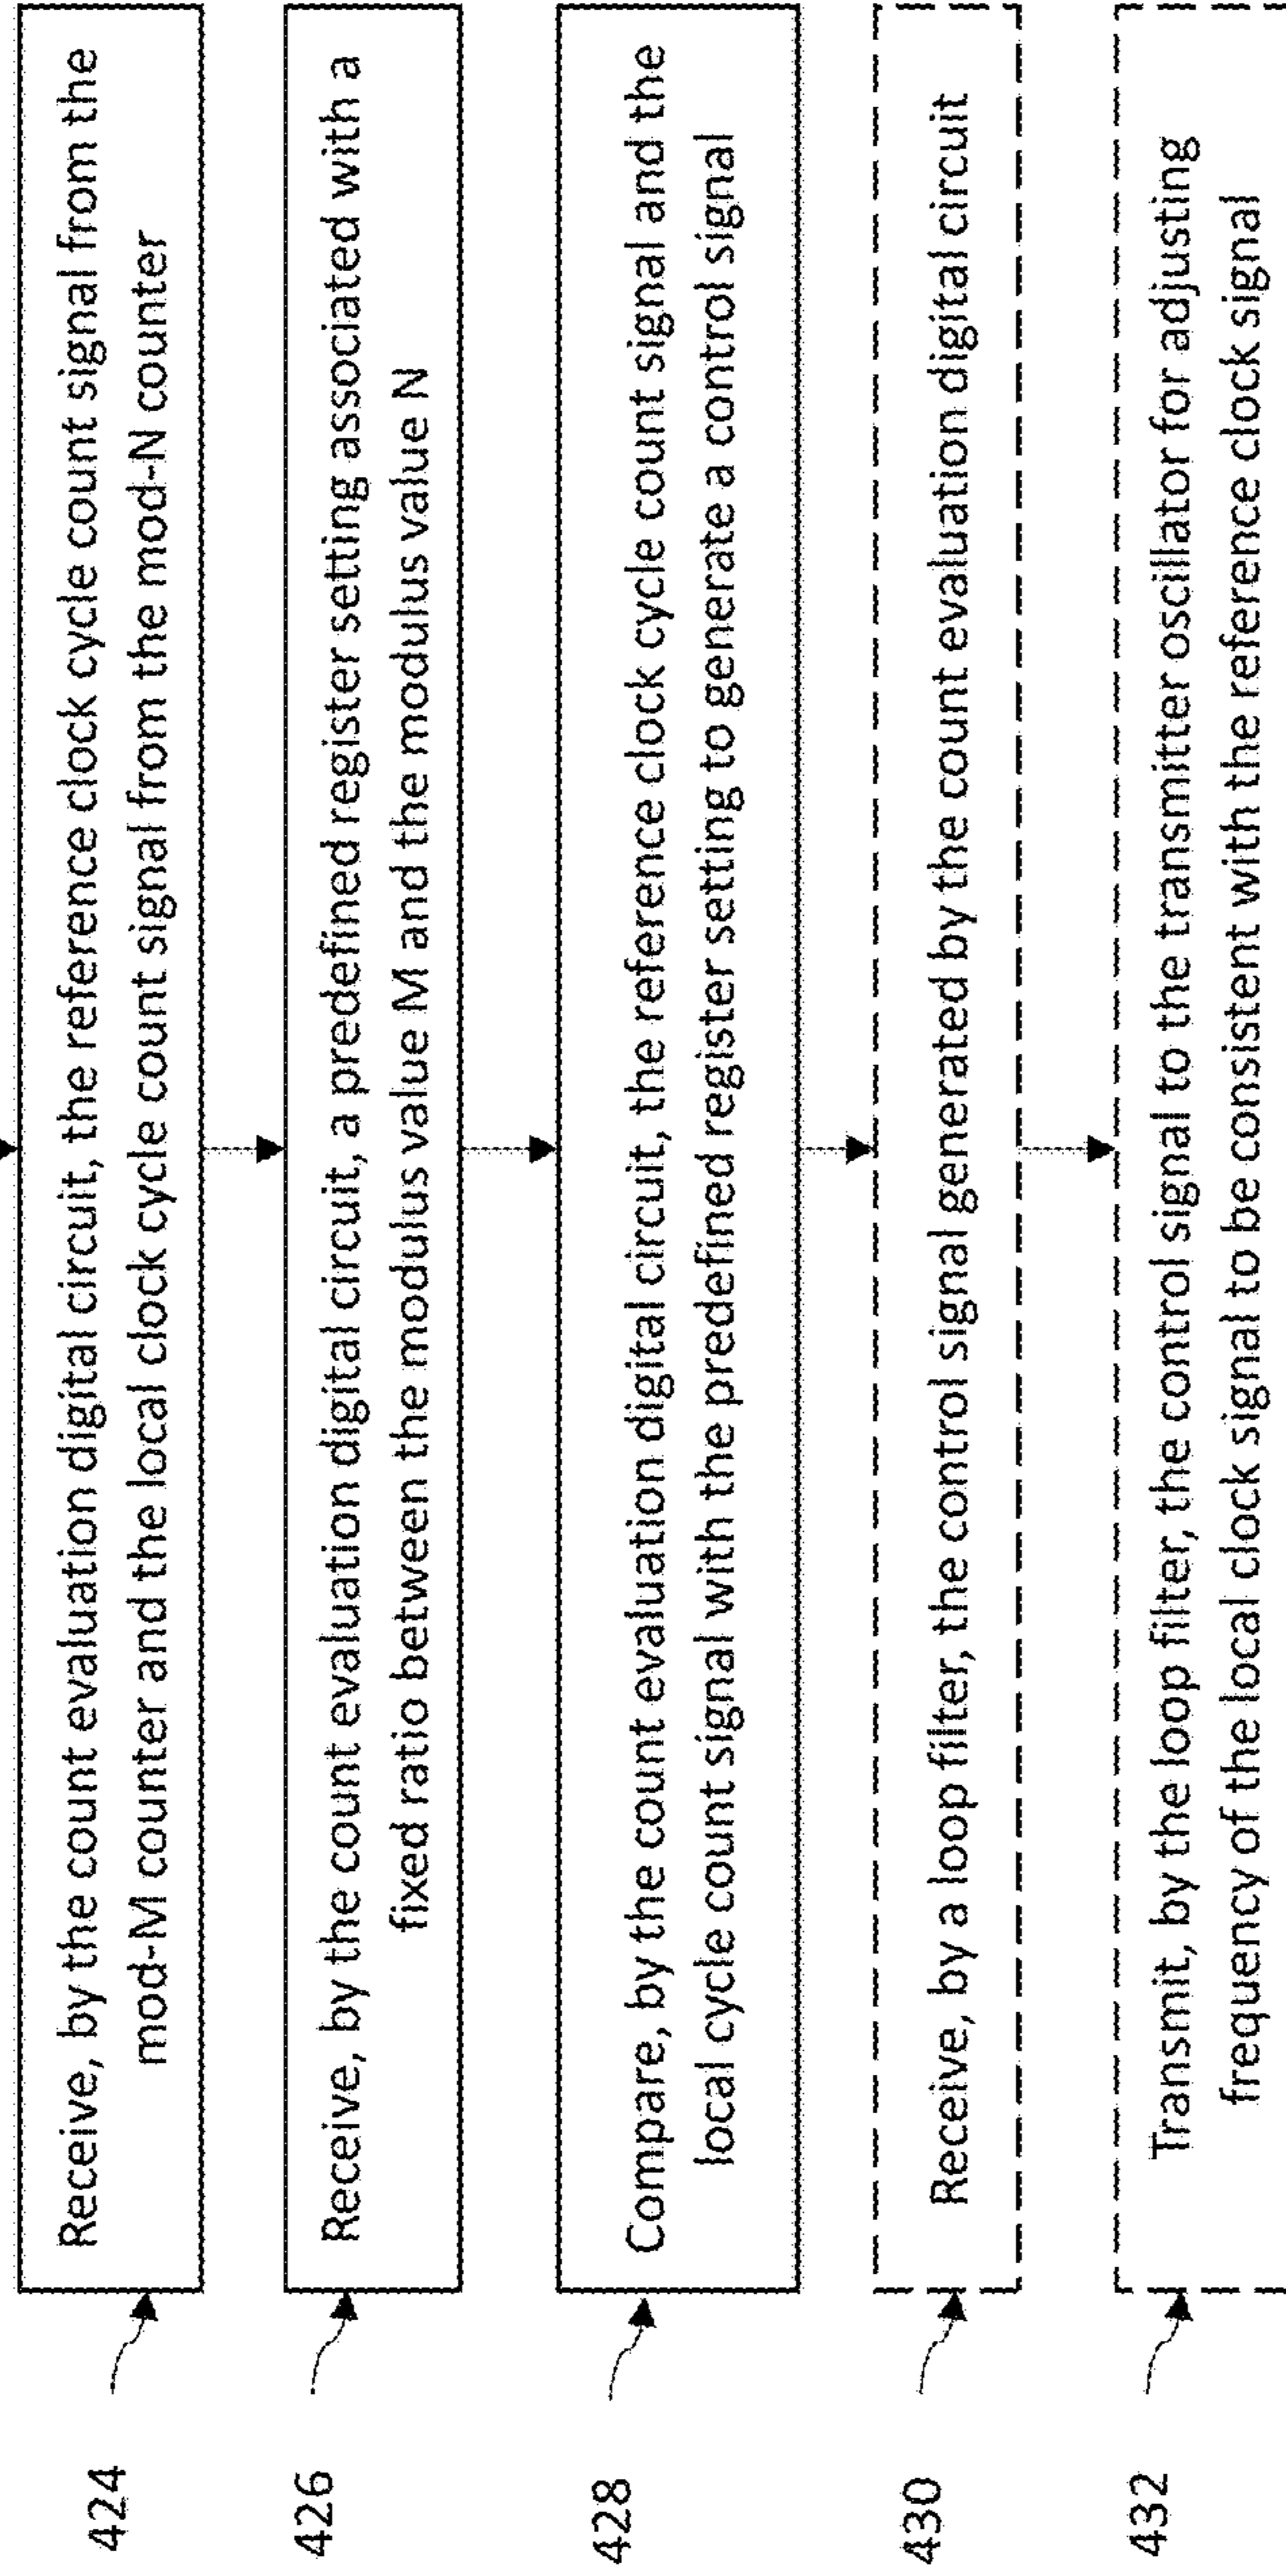 424
Receive, by the count evaluation digital circuit, the reference clock cycle count signal from the
mod-M counter and the local clock cycle count signal from the mod-N counter
426
Receive, by the count evaluation digital circuit, a predefined register setting associated with a
fixed ratio between the modulus value M and the modulus value N
428
Compare, by the count evaluation digital circuit, the reference clock cycle count signal and the
local cycle count signal with the predefined register setting to generate a control signal
430
Receive, by a loop filter, the control signal generated by the count evaluation digital circuit
432
Transmit, by the loop filter, the control signal to the transmitter oscillator for adjusting
frequency of the local clock signal to be consistent with the reference clock signal